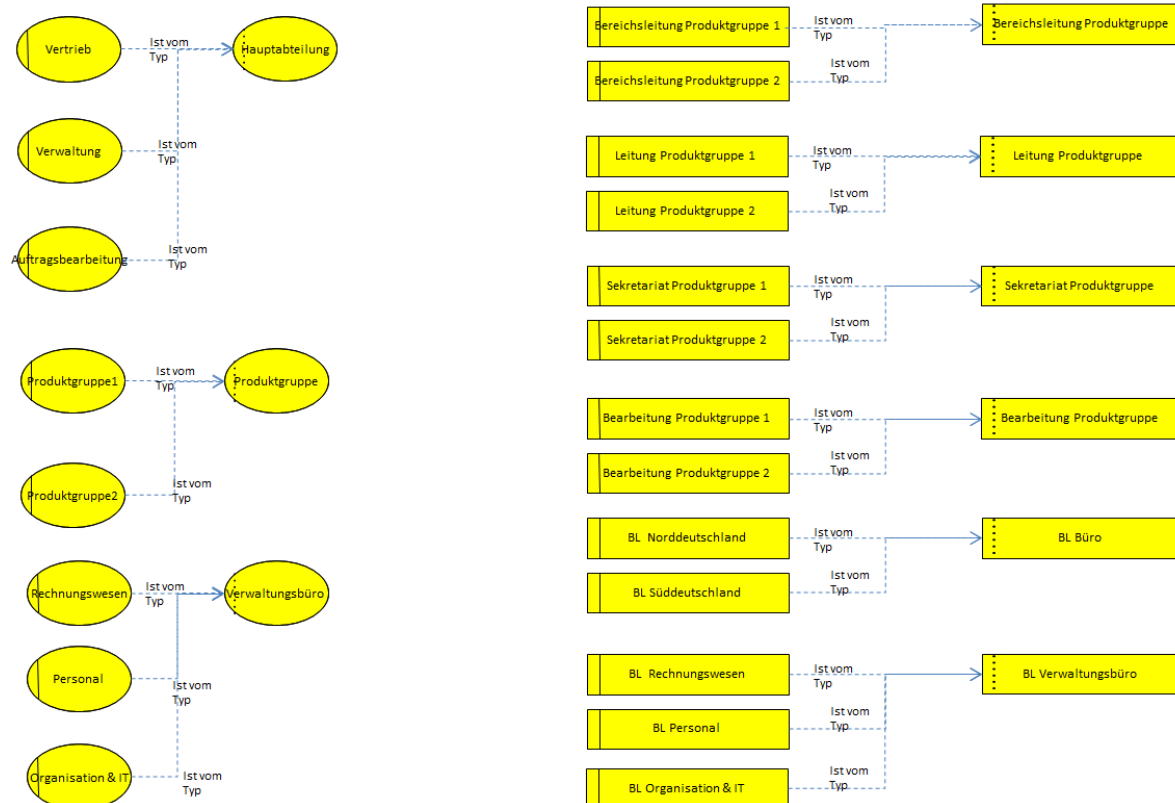 Vertrieb
Ist vom
Typ
Hauptabteilung
Verwaltung
Ist vom
Typ
Auftragsbearbeitung
Ist vom
Typ
Produktgruppe1
Ist vom
Typ
Produktgruppe
Produktgruppe2
Ist vom
Typ
Rechnungswesen
Ist vom
Typ
Verwaltungsbüro
Personal
Ist vom
Typ
Organisation & IT
Ist vom
Typ
Bereichsleitung Produktgruppe 1
Ist vom
Typ
Bereichsleitung Produktgruppe
Bereichsleitung Produktgruppe 2
Ist vom
Typ
Leitung Produktgruppe 1
Ist vom
Typ
Leitung Produktgruppe
Leitung Produktgruppe 2
Ist vom
Typ
Sekretariat Produktgruppe 1
Ist vom
Typ
Sekretariat Produktgruppe
Sekretariat Produktgruppe 2
Ist vom
Typ
Bearbeitung Produktgruppe 1
Ist vom
Typ
Bearbeitung Produktgruppe
Bearbeitung Produktgruppe 2
Ist vom
Typ
BL Norddeutschland
Ist vom
Typ
BL Büro
BL Süddeutschland
Ist vom
Typ
BL Rechnungswesen
Ist vom
Typ
BL Verwaltungsbüro
BL Personal
Ist vom
Typ
BL Organisation & IT
Ist vom
Typ